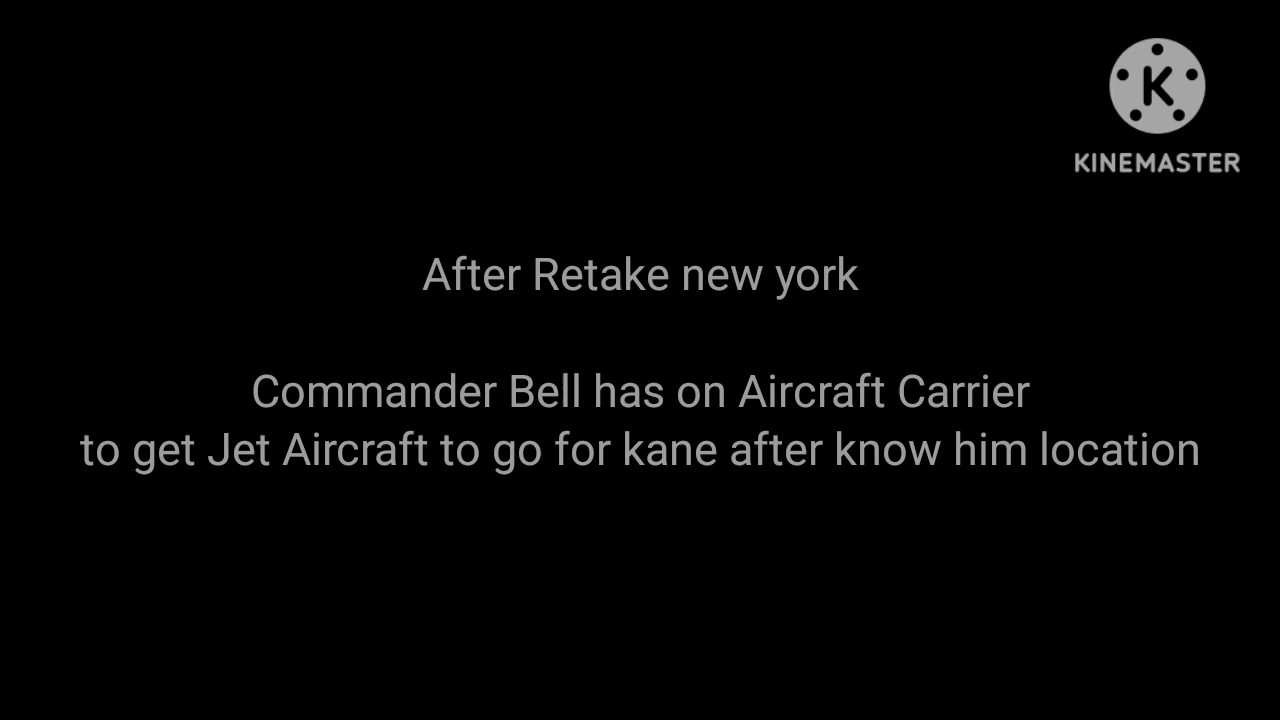 K
KINEMASTER
After Retake new york
Commander Bell has on Aircraft Carrier
to get Jet Aircraft to go for kane after know him location